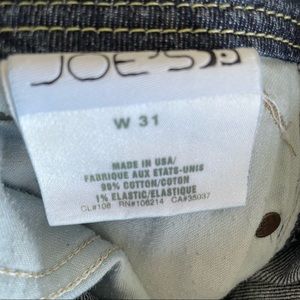 JOE'S
W 31
MADE IN USA/
FABRIQUE AUX ETATS-UNIS
99% COTTON/COTON
1% ELASTIC/ELASTIQUE
CL#106 RN#106214 CA#35037